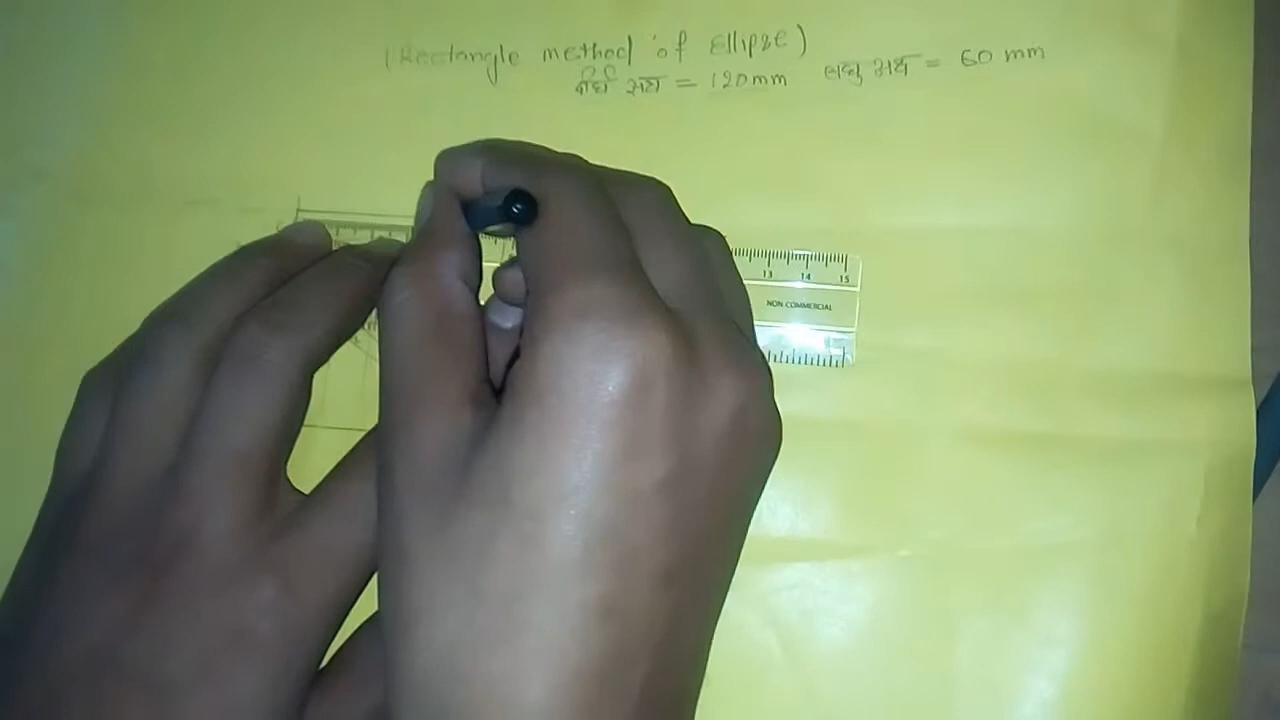 (Rectangle method of Ellipse)
दीर्घ अक्ष = 120mm लघु अक्ष = 60 mm
13 14 15
NON COMMERCIAL